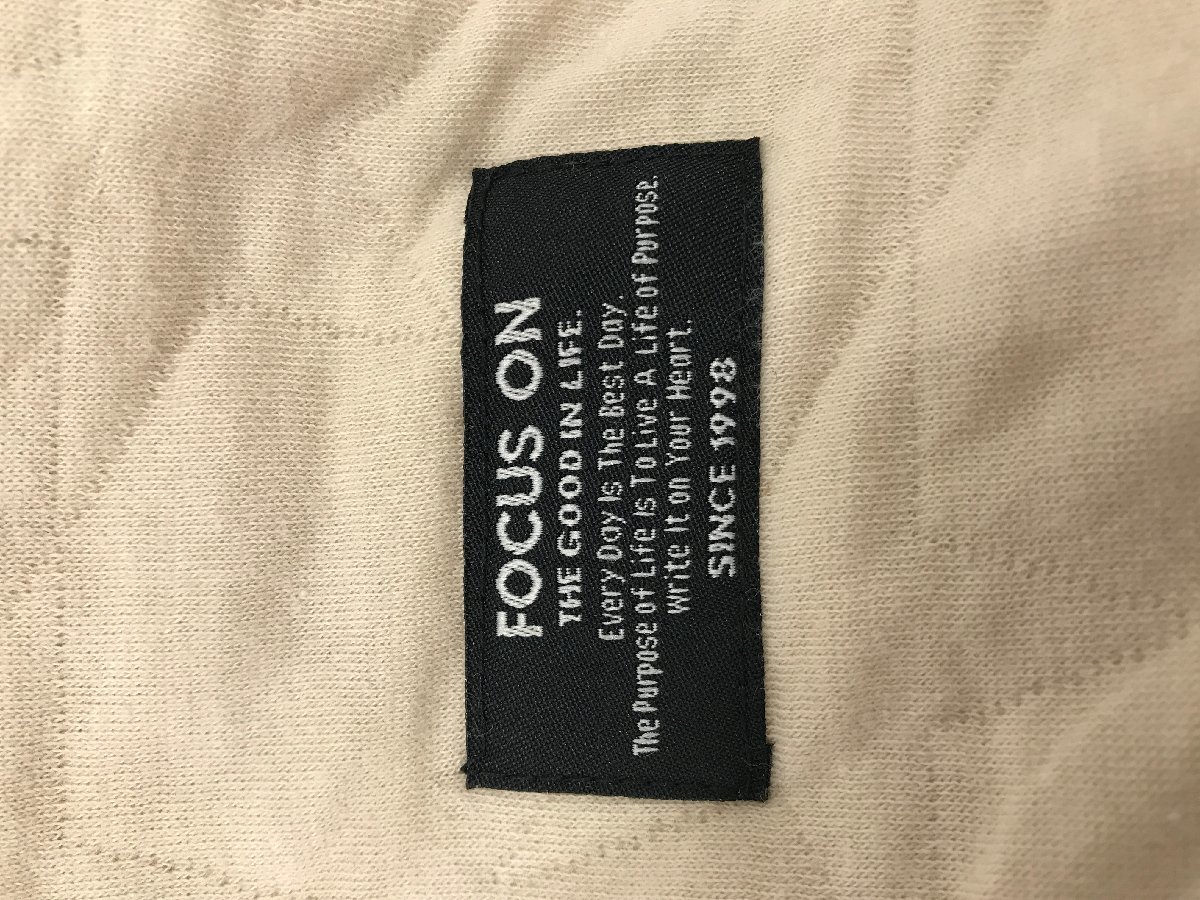 FOCUS ON
THE GOOD IN LIFE.
Every Day Is The Best Day.
The Purpose of Life Is To Live A Life of Purpose.
Write It on Your Heart.
SINCE 1998